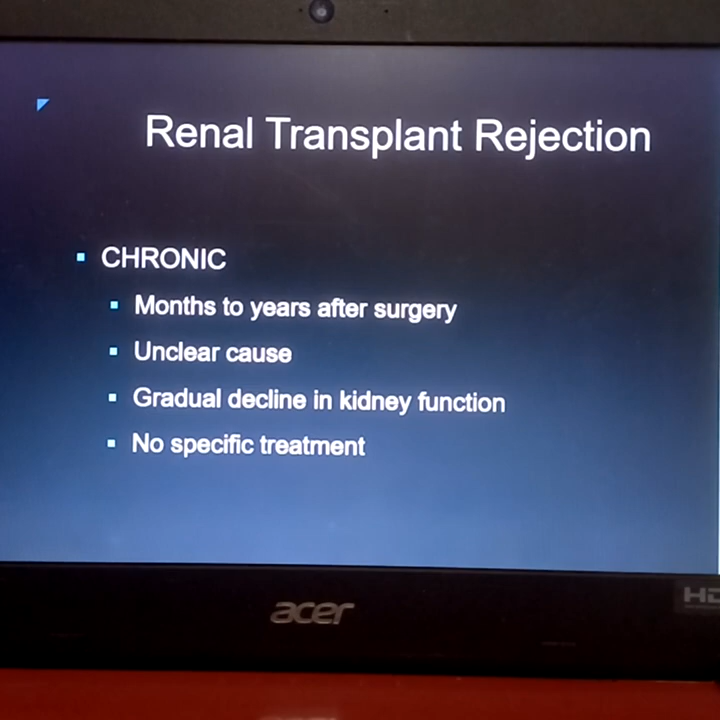 Renal Transplant Rejection
CHRONIC
Months to years after surgery
Unclear cause
Gradual decline in kidney function
No specific treatment
acer
HD